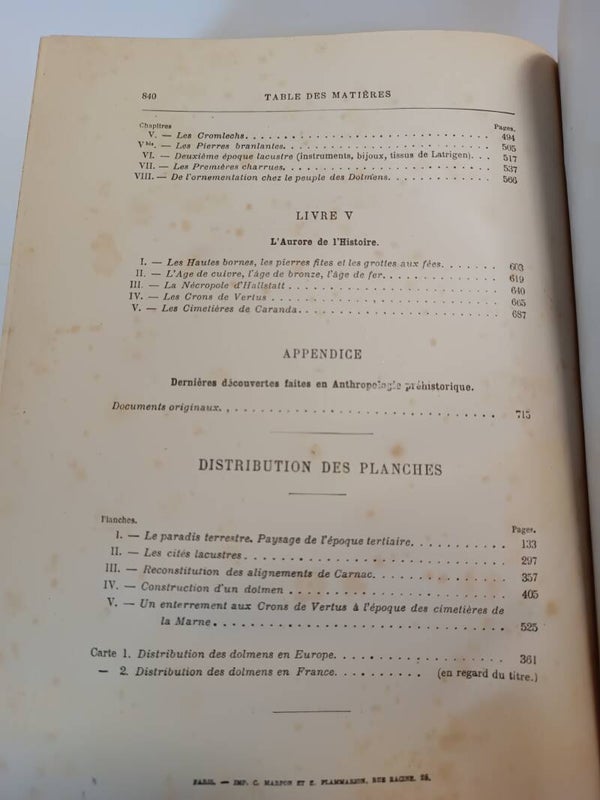 840 TABLE DES MATIÈRES
Chapitres Pages.
V. — Les Cromlechs. 494
Vbis. — Les Pierres branlantes. 505
VI. — Deuxième époque lacustre (instruments, bijoux, tissus de Latrigen). 517
VII. — Les Premières charrues. 537
VIII. — De l'ornementation chez le peuple des Dolmens. 566
LIVRE V
L'Aurore de l'Histoire.
I. — Les Hautes bornes, les pierres fites et les grottes aux fées. 603
II. — L'Age de cuivre, l'âge de bronze, l'âge de fer. 619
III. — La Nécropole d'Hallstatt. 640
IV. — Les Crons de Vertus. 665
V. — Les Cimetières de Caranda. 687
APPENDICE
Dernières découvertes faites en Anthropologie préhistorique.
Documents originaux. 715
DISTRIBUTION DES PLANCHES
Planches. Pages.
I. — Le paradis terrestre. Paysage de l'époque tertiaire. 133
II. — Les cités lacustres. 297
III. — Reconstitution des alignements de Carnac. 357
IV. — Construction d'un dolmen. 405
V. — Un enterrement aux Crons de Vertus à l'époque des cimetières de
la Marne. 525
Carte 1. Distribution des dolmens en Europe. 361
— 2. Distribution des dolmens en France. (en regard du titre.)
PARIS. — IMP. C. MARPON ET E. FLAMMARION, RUE RACINE, 26.